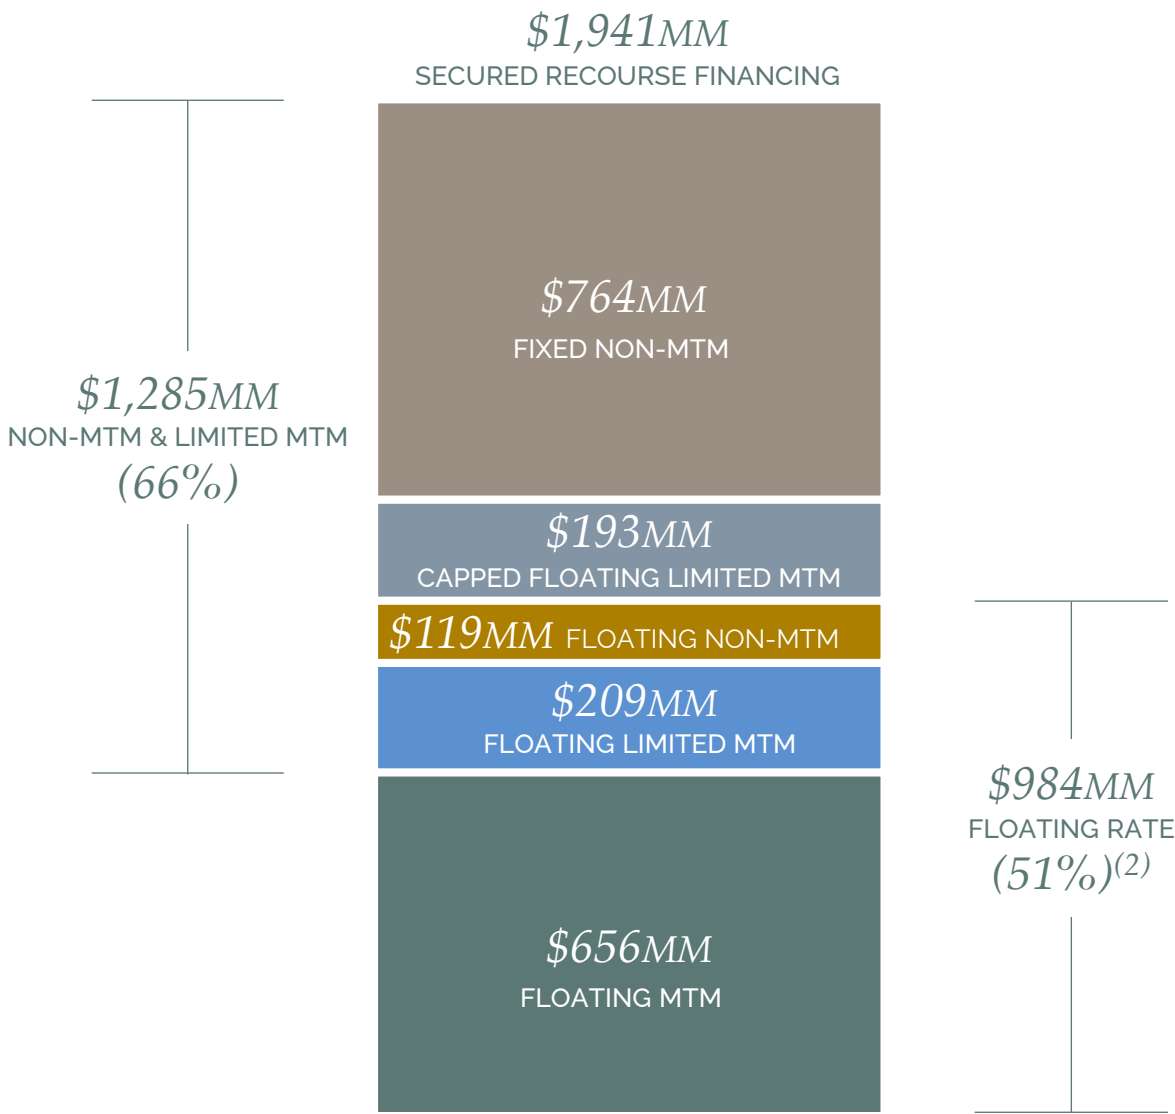 $1,941MM
SECURED RECOURSE FINANCING
$764MM
FIXED NON-MTM
$1,285MM
NON-MTM & LIMITED MTM
(66%)
$193MM
CAPPED FLOATING LIMITED MTM
$119MM FLOATING NON-MTM
$209MM
FLOATING LIMITED MTM
$984MM
FLOATING RATE
(51%)(2)
$656MM
FLOATING MTM